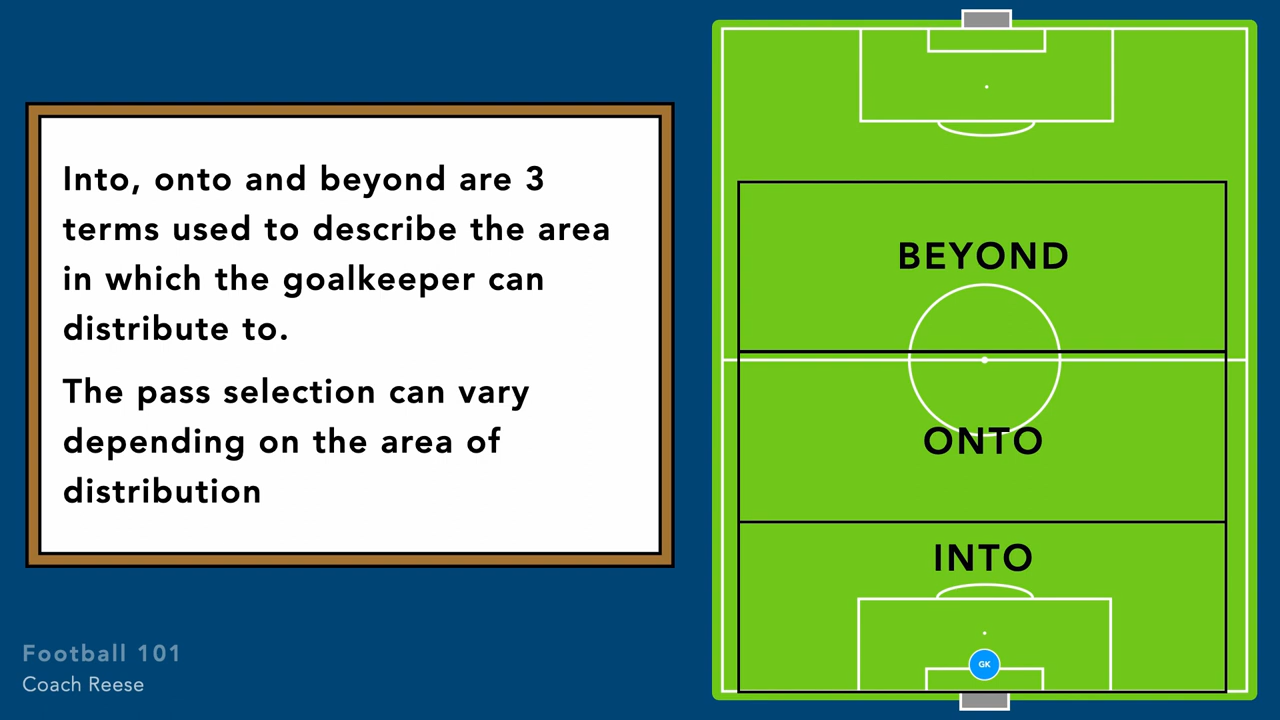 Into, onto and beyond are 3
terms used to describe the area
in which the goalkeeper can
distribute to.
The pass selection can vary
depending on the area of
distribution
BEYOND
ONTO
INTO
GK
Football 101
Coach Reese